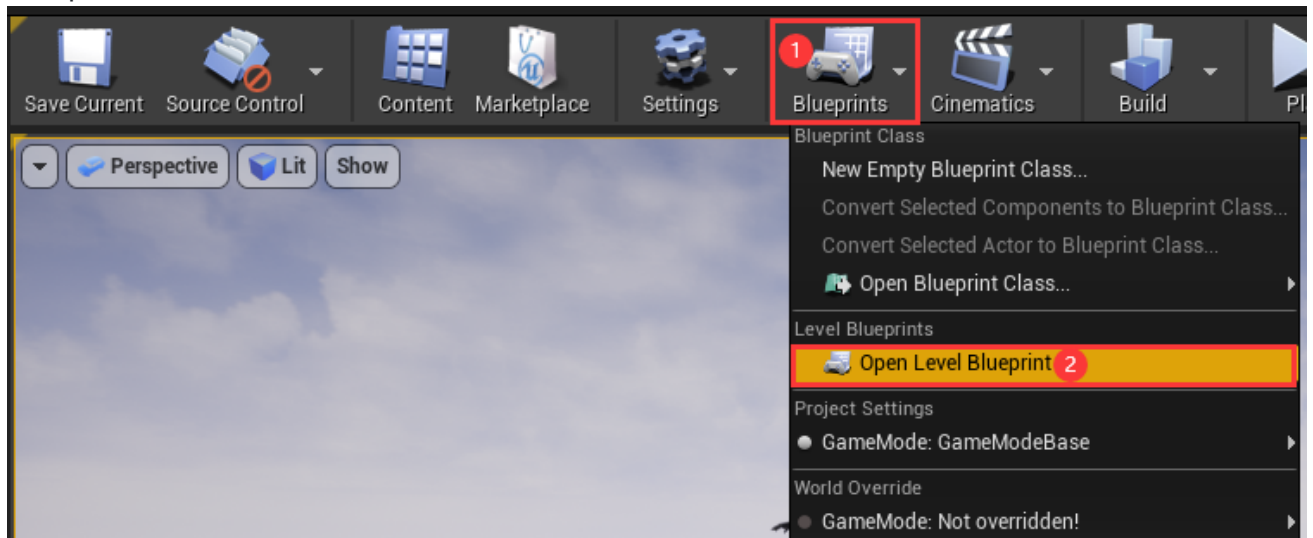 1
Save Current Source Control Content Marketplace Settings Blueprints Cinematics Build Pl
Perspective Lit Show
Blueprint Class
New Empty Blueprint Class...
Convert Selected Components to Blueprint Class...
Convert Selected Actor to Blueprint Class...
Open Blueprint Class...
Level Blueprints
Open Level Blueprint 2
Project Settings
GameMode: GameModeBase
World Override
GameMode: Not overridden!